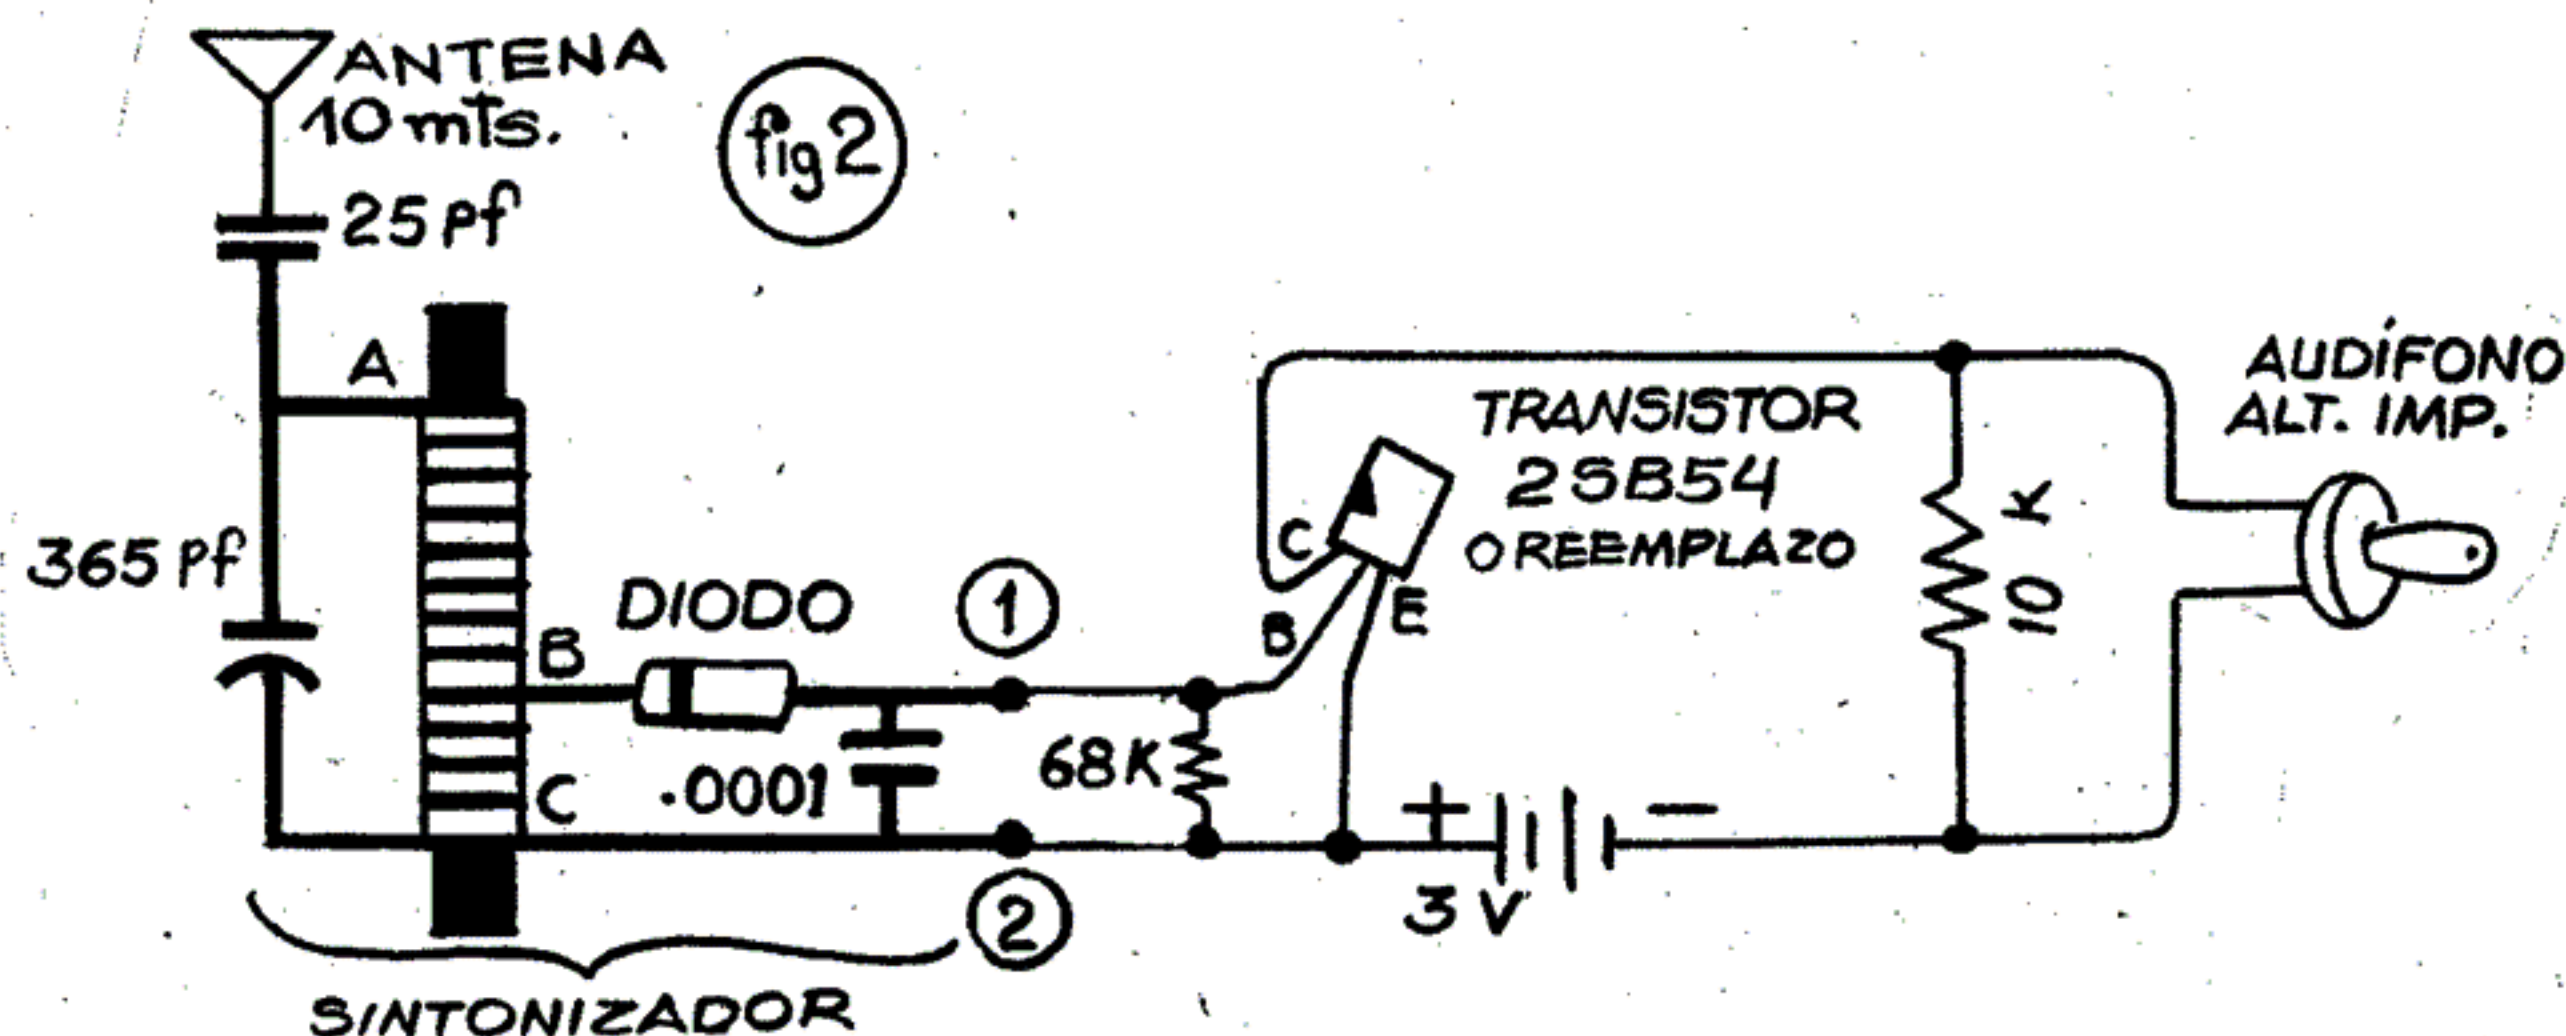 ANTENA
10 mts.
fig 2
25 pf
A
365 pf
B
DIODO
C
.0001
1
2
SINTONIZADOR
68K
C
B
E
TRANSISTOR
2SB54
O REEMPLAZO
+
-
3 V
10 K
AUDÍFONO
ALT. IMP.